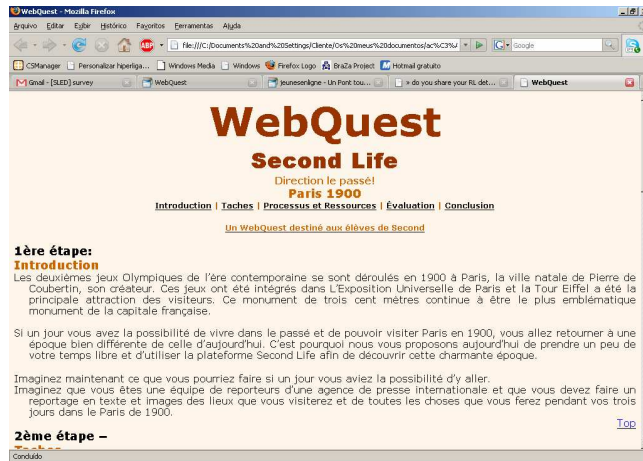 WebQuest - Mozilla Firefox
Arquivo Editar Exibir Histórico Favoritos Ferramentas Ajuda
file:///C:/Documents%20and%20Settings/Cliente/Os%20meus%20documentos/ac%C3%
Google
CSManager Personalizar hiperliga... Windows Media Windows Firefox Logo BraZa Project Hotmail gratuito
Gmail - [SLED] survey WebQuest jeunesenligne - Un Pont tou... » do you share your RL det... WebQuest
WebQuest
Second Life
Direction le passé!
Paris 1900
Introduction | Taches | Processus et Ressources | Évaluation | Conclusion
Un WebQuest destiné aux élèves de Second
1ère étape:
Introduction
Les deuxièmes jeux Olympiques de l'ère contemporaine se sont déroulés en 1900 à Paris, la ville natale de Pierre de
Coubertin, son créateur. Ces jeux ont été intégrés dans L'Exposition Universelle de Paris et la Tour Eiffel a été la
principale attraction des visiteurs. Ce monument de trois cent mètres continue à être le plus emblématique
monument de la capitale française.
Si un jour vous avez la possibilité de vivre dans le passé et de pouvoir visiter Paris en 1900, vous allez retourner à une
époque bien différente de celle d'aujourd'hui. C'est pourquoi nous vous proposons aujourd'hui de prendre un peu de
votre temps libre et d'utiliser la plateforme Second Life afin de découvrir cette charmante époque.
Imaginez maintenant ce que vous pourriez faire si un jour vous aviez la possibilité d'y aller.
Imaginez que vous êtes une équipe de reporteurs d'une agence de presse internationale et que vous devez faire un
reportage en texte et images des lieux que vous visiterez et de toutes les choses que vous ferez pendant vos trois
jours dans le Paris de 1900.
Top
2ème étape –
Taches
Concluído